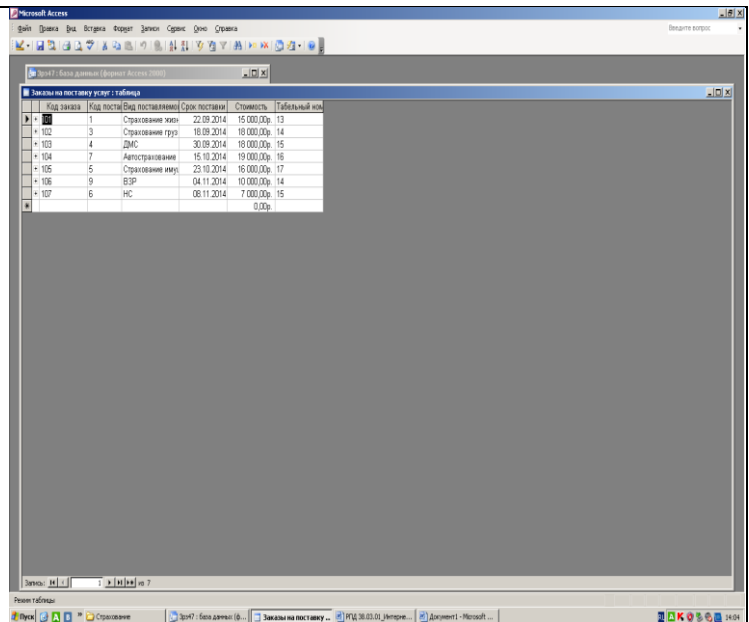 Microsoft Access
Файл Правка Вид Вставка Формат Записи Сервис Окно Справка
Введите вопрос
: база данных (формат Access 2000)
Заказы на поставку услуг : таблица
Код заказа Код поста Вид поставляемо Срок поставки Стоимость Табельный ном
101 1 Страхование жизн 22.09.2014 15 000,00р. 13
102 3 Страхование груз 18.09.2014 18 000,00р. 14
103 4 ДМС 30.09.2014 18 000,00р. 15
104 7 Автострахование 15.10.2014 19 000,00р. 16
105 5 Страхование иму 23.10.2014 16 000,00р. 17
106 9 ВЗР 04.11.2014 10 000,00р. 14
107 6 НС 08.11.2014 7 000,00р. 15
0,00р.
Запись: 1 из 7
Режим таблицы
Пуск Страхование : база данных (ф... Заказы на поставку ... РПД 38.03.01_Интерне... Документ1 - Microsoft ... 14:04